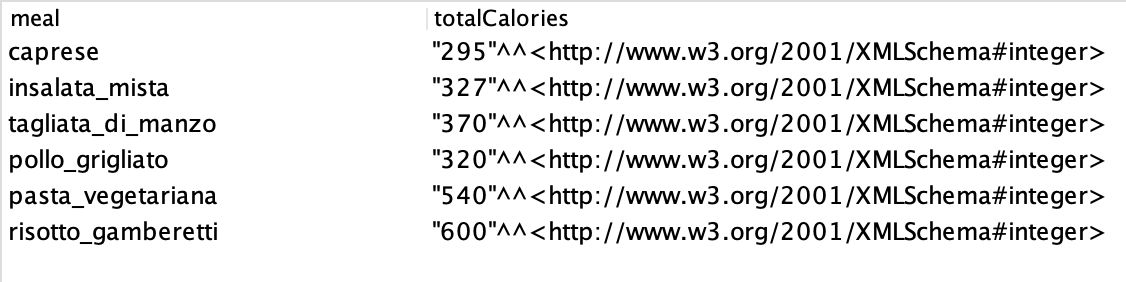 meal totalCalories
caprese "295"^^<http://www.w3.org/2001/XMLSchema#integer>
insalata_mista "327"^^<http://www.w3.org/2001/XMLSchema#integer>
tagliata_di_manzo "370"^^<http://www.w3.org/2001/XMLSchema#integer>
pollo_grigliato "320"^^<http://www.w3.org/2001/XMLSchema#integer>
pasta_vegetariana "540"^^<http://www.w3.org/2001/XMLSchema#integer>
risotto_gamberetti "600"^^<http://www.w3.org/2001/XMLSchema#integer>